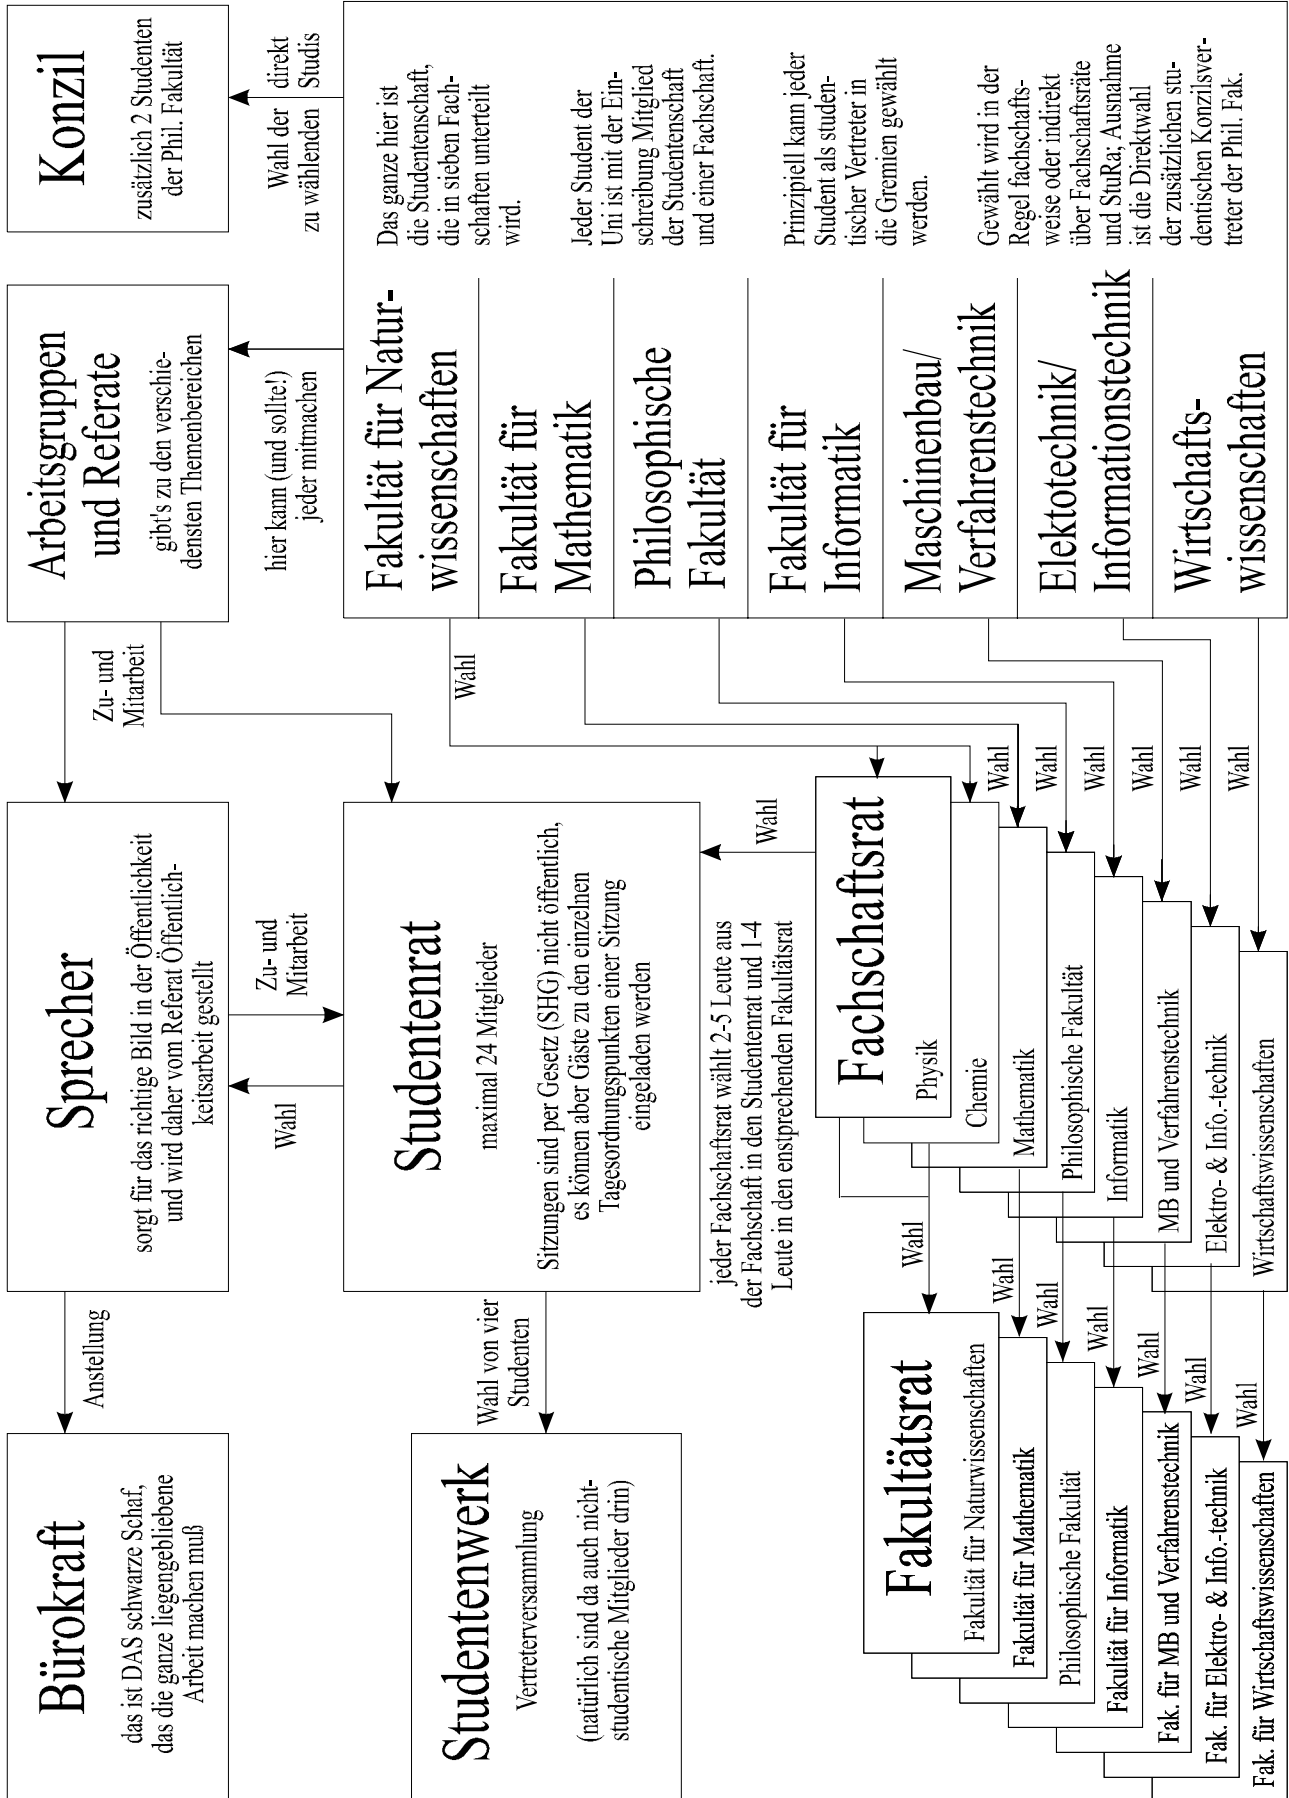 Bürokraft
das ist DAS schwarze Schaf,
das die ganze liegengebliebene
Arbeit machen muß
Anstellung
Sprecher
sorgt für das richtige Bild in der Öffentlichkeit
und wird daher vom Referat Öffentlich-
keitsarbeit gestellt
Zu- und
Mitarbeit
Arbeitsgruppen
und Referate
gibt's zu den verschie-
densten Themenbereichen
Konzil
zusätzlich 2 Studenten
der Phil. Fakultät
Wahl
Zu- und
Mitarbeit
hier kann (und sollte!)
jeder mitmachen
Wahl der direkt
zu wählenden Studis
Studentenwerk
Vertreterversammlung
(natürlich sind da auch nicht-
studentische Mitglieder drin)
Wahl von vier
Studenten
Studentenrat
maximal 24 Mitglieder
Sitzungen sind per Gesetz (SHG) nicht öffentlich,
es können aber Gäste zu den einzelnen
Tagesordnungspunkten einer Sitzung
eingeladen werden
jeder Fachschaftsrat wählt 2-5 Leute aus
der Fachschaft in den Studentenrat und 1-4
Leute in den enstprechenden Fakultätsrat
Wahl
Fakultät für Natur-
wissenschaften
Fakultät für
Mathematik
Philosophische
Fakultät
Fakultät für
Informatik
Maschinenbau/
Verfahrenstechnik
Elektotechnik/
Informationstechnik
Wirtschafts-
wissenschaften
Das ganze hier ist
die Studentenschaft,
die in sieben Fach-
schaften unterteilt
wird.
Jeder Student der
Uni ist mit der Ein-
schreibung Mitglied
der Studentenschaft
und einer Fachschaft.
Prinzipiell kann jeder
Student als studen-
tischer Vertreter in
die Gremien gewählt
werden.
Gewählt wird in der
Regel fachschafts-
weise oder indirekt
über Fachschaftsräte
und StuRa; Ausnahme
ist die Direktwahl
der zusätzlichen stu-
dentischen Konzilsver-
treter der Phil. Fak.
Wahl
Wahl
Wahl
Wahl
Wahl
Wahl
Wahl
Fachschaftsrat
Physik
Chemie
Mathematik
Philosophische Fakultät
Informatik
MB und Verfahrenstechnik
Elektro- & Info.-technik
Wirtschaftswissenschaften
Wahl
Wahl
Wahl
Wahl
Wahl
Wahl
Wahl
Fakultätsrat
Fakultät für Naturwissenschaften
Fakultät für Mathematik
Philosophische Fakultät
Fakultät für Informatik
Fak. für MB und Verfahrenstechnik
Fak. für Elektro- & Info.-technik
Fak. für Wirtschaftswissenschaften